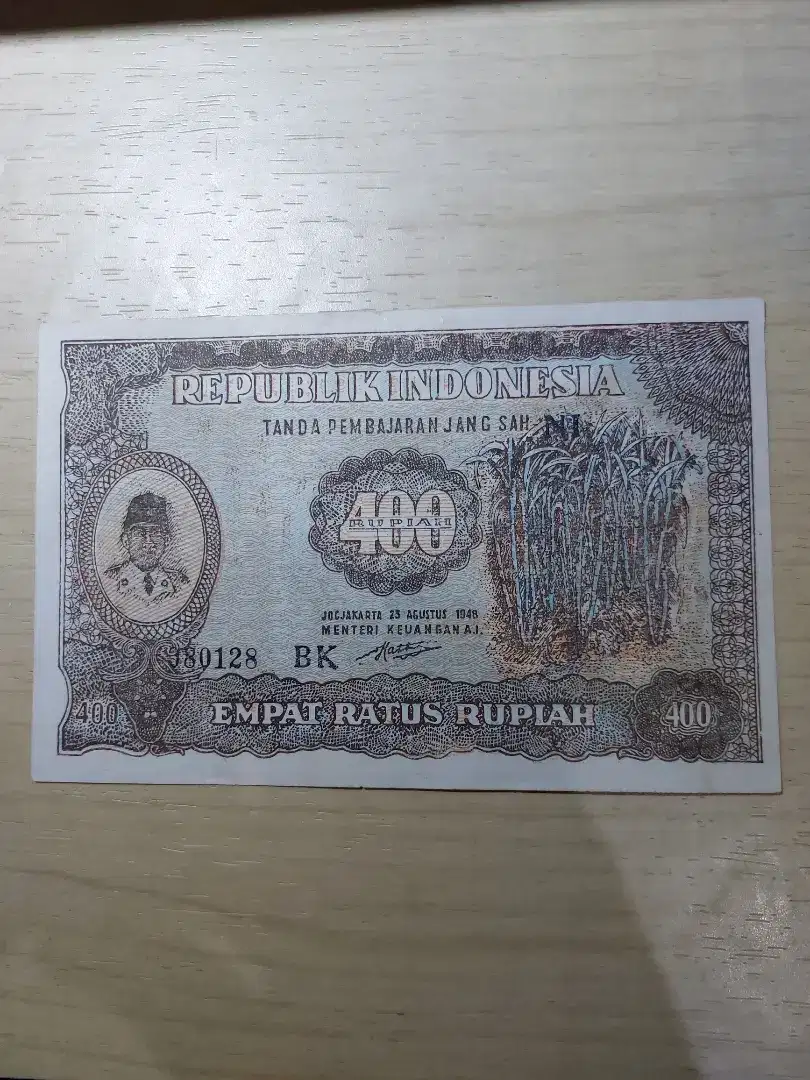 REPUBLIK INDONESIA
TANDA PEMBAJARAN JANG SAH
400
RUPIAH
JOGJAKARTA 23 AGUSTUS 1948
MENTERI KEUANGAN A.I.
980128 BK
400 EMPAT RATUS RUPIAH 400